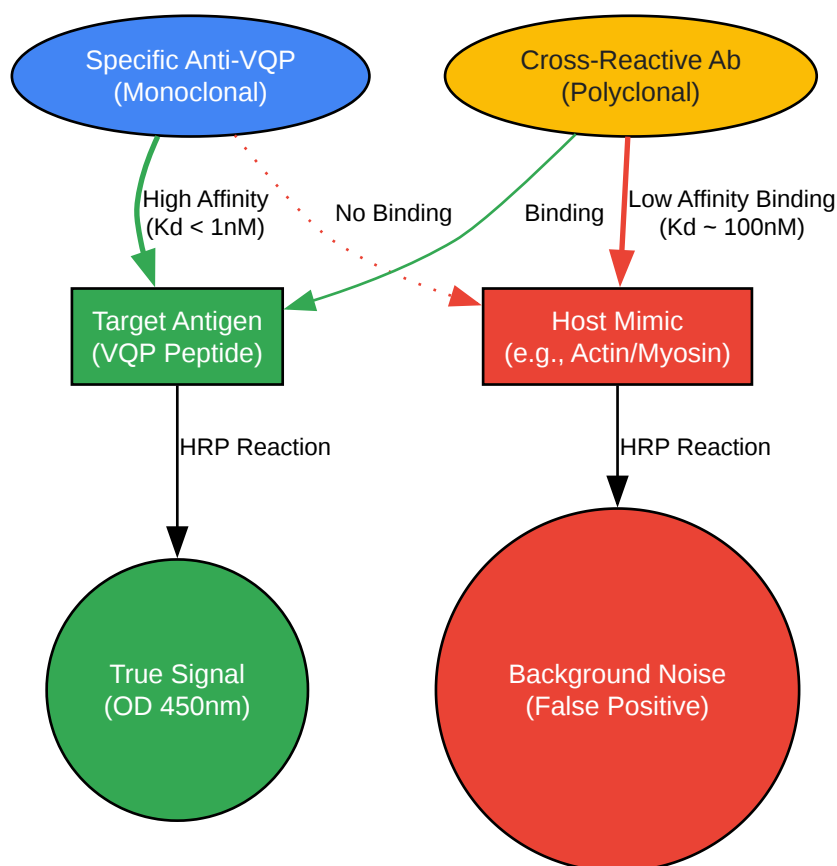 Specific Anti-VQP
(Monoclonal)
Cross-Reactive Ab
(Polyclonal)
High Affinity
(Kd < 1nM)
No Binding
Binding
Low Affinity Binding
(Kd ~ 100nM)
Target Antigen
(VQP Peptide)
Host Mimic
(e.g., Actin/Myosin)
HRP Reaction
HRP Reaction
True Signal
(OD 450nm)
Background Noise
(False Positive)